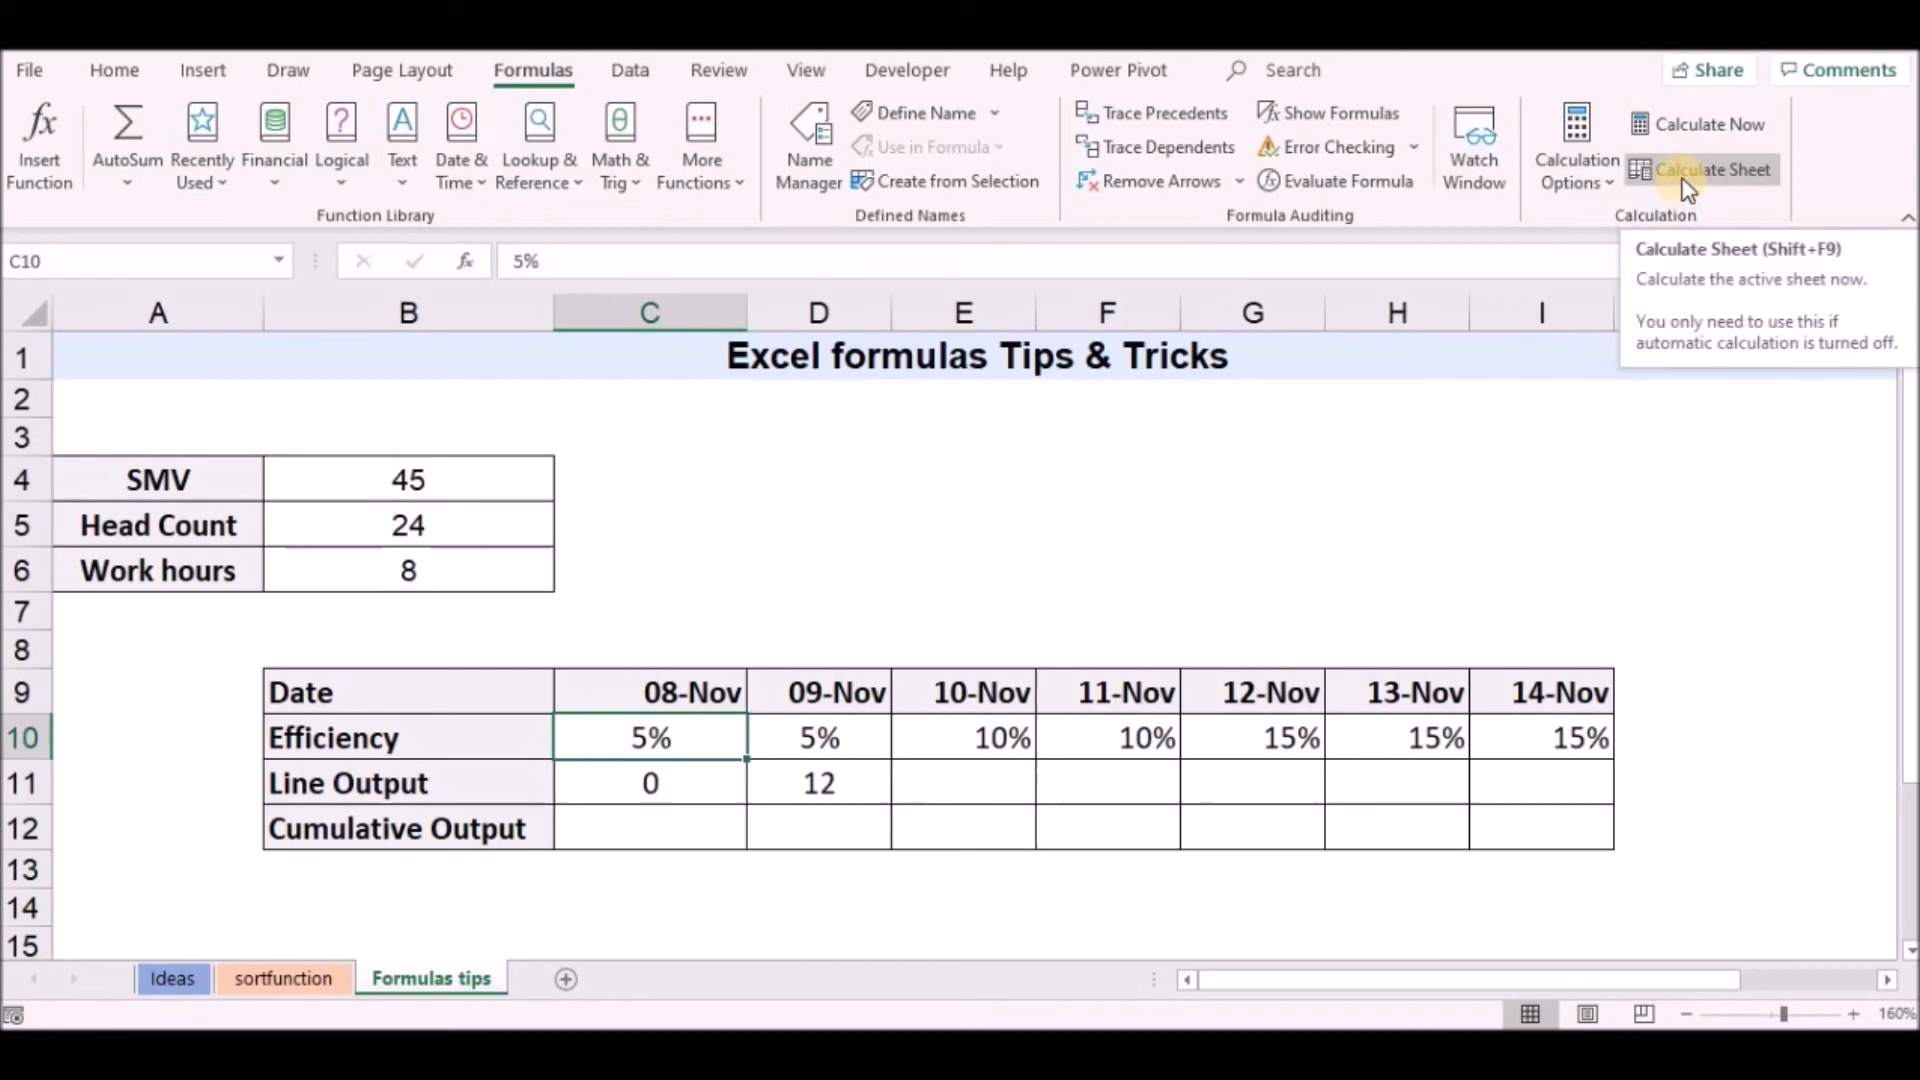 File Home Insert Draw Page Layout Formulas Data Review View Developer Help Power Pivot Search Share Comments
fx Insert Function
AutoSum
Recently Used
Financial
Logical
Text
Date & Time
Lookup & Reference
Math & Trig
More Functions
Function Library
Name Manager
Define Name
Use in Formula
Create from Selection
Defined Names
Trace Precedents
Trace Dependents
Remove Arrows
Show Formulas
Error Checking
Evaluate Formula
Formula Auditing
Watch Window
Calculation Options
Calculate Now
Calculate Sheet
Calculation
C10 fx 5%
Calculate Sheet (Shift+F9)
Calculate the active sheet now.
You only need to use this if
automatic calculation is turned off.
A B C D E F G H I
1 Excel formulas Tips & Tricks
2
3
4 SMV 45
5 Head Count 24
6 Work hours 8
7
8
9 Date 08-Nov 09-Nov 10-Nov 11-Nov 12-Nov 13-Nov 14-Nov
10 Efficiency 5% 5% 10% 10% 15% 15% 15%
11 Line Output 0 12
12 Cumulative Output
13
14
15
Ideas sortfunction Formulas tips
160%